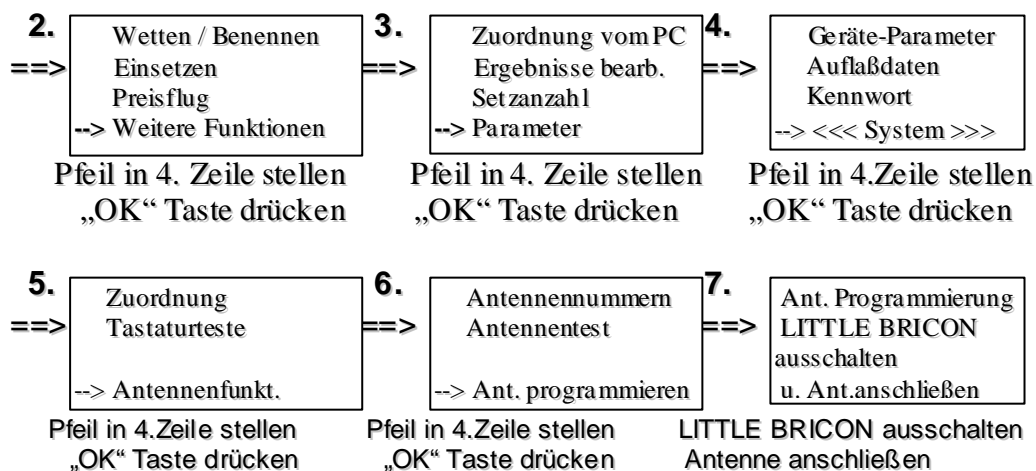 2.
==>
Wetten / Benennen
Einsetzen
Preisflug
--> Weitere Funktionen
Pfeil in 4. Zeile stellen
„OK“ Taste drücken
3.
==>
Zuordnung vom PC
Ergebnisse bearb.
Setzanzahl
--> Parameter
Pfeil in 4. Zeile stellen
„OK“ Taste drücken
4.
==>
Geräte-Parameter
Auflaßdaten
Kennwort
--> <<< System >>>
Pfeil in 4.Zeile stellen
„OK“ Taste drücken
5.
==>
Zuordnung
Tastaturteste
--> Antennenfunkt.
Pfeil in 4.Zeile stellen
„OK“ Taste drücken
6.
==>
Antennennummern
Antennentest
--> Ant. programmieren
Pfeil in 4.Zeile stellen
„OK“ Taste drücken
7.
==>
Ant. Programmierung
LITTLE BRICON
ausschalten
u. Ant.anschließen
LITTLE BRICON ausschalten
Antenne anschließen